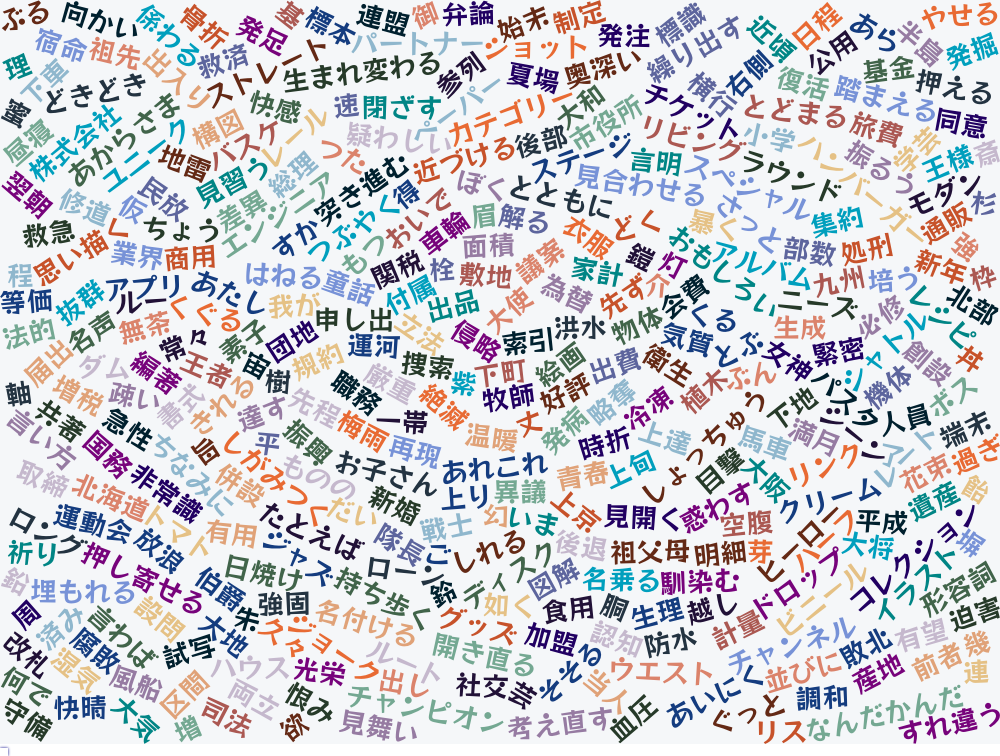 ぶる
向かい
係わる
骨折
発足
基
標本
連盟
御
弁論
始末
制定
発注
標識
繰り出す
近頃
日程
公用
あら
半島
やせる
発掘
理
下車
宿命
祖先
出入り
救済
ストレート
パートナー
ショット
生まれ変わる
参列
夏場
奥深い
横行
右側
復活
基金
押える
蜜
どきどき
快感
速
閉ざす
カテゴリー
大和
市役所
チケット
とどまる
踏まえる
旅費
同意
昼寝
株式会社
あからさま
ユニーク
構図
バスケ
レール
疑わしい
後部
リビング
小学
ハンバーガー
振るう
学芸
王様
斎
地雷
見習う
総理
つた
近づける
ステージ
言明
スペシャル
ラウンド
モダン
杉
翌朝
修道
民放
仮
差異
エンジニア
突き進む
すか
つぶやく
得
ぼく
とともに
見合わせる
さっと
集約
通販
強
救急
く
ちょう
もつ
おいで
車輪
眉
解る
衣服
どく
暴く
おもしろい
アルバム
部数
処刑
新年
枠
程
思い描く
業界
商用
はねる
童話
関税
栓
面積
敷地
議案
家計
鎧
灯
九州
培う
北部
等価
抜群
アプリ
あたし
我が
付属
出品
大使
為替
先ず
介
会費
ニーズ
必修
レシピ
法的
名声
ルー
くぐる
無茶
団地
申し出
立法
侵略
索引
洪水
物体
くる
気質
とぶ
生成
シャトル
創設
丼
届出
ダム
編著
常
王者
素子
宙
樹
規約
運河
捜索
紫
下町
絵画
出費
衛生
女神
緊密
機体
ボス
軸
増税
疎い
達す
先程
職務
厳重
一帯
縮減
牧師
好評
丈
発病
略奪
冷凍
植木
ぶん
下地
パスタ
人員
端末
共著
言い方
急性
国務
ちなみに
平
振興
梅雨
再現
温暖
時折
上達
しょっちゅう
馬車
満月
花束
過ぎ
取締
北海道
非常識
併設
しがみつく
ものの
お子さん
新婚
あれこれ
上り
異議
青春
上旬
目撃
大阪
リンク
クリーム
遺産
飴
口
運動会
放浪
トマト
有用
だい
たとえば
隊長
戦士
幻
いま
上京
見開く
惑わす
空腹
平成
祈り
押し寄せる
日焼け
ジャズ
ローン
しれる
後退
祖父母
明細
芽
ヒーロー
大将
コレクション
塀
鉛
埋もれる
伯爵
強固
持ち歩く
鈴
ディスク
図解
名乗る
馴染む
ドロップ
ビニール
イラスト
形容詞
周
済み
言わば
設問
大地
朱
名付ける
グッズ
如く
食用
胴
生理
越し
計量
チャンネル
有望
迫害
改札
湿気
腐敗
試写
ジョーク
ルート
開き直る
加盟
認知
防水
敗北
前者
幾
何で
風船
区間
ハウス
光栄
出し
社交
芸
そそる
ウエスト
並びに
産地
連
守備
快晴
大気
増
司法
両立
欲
恨み
見舞い
チャンピオン
考え直す
当人
血圧
あいにく
ぐっと
リス
調和
なんだかんだ
すれ違う